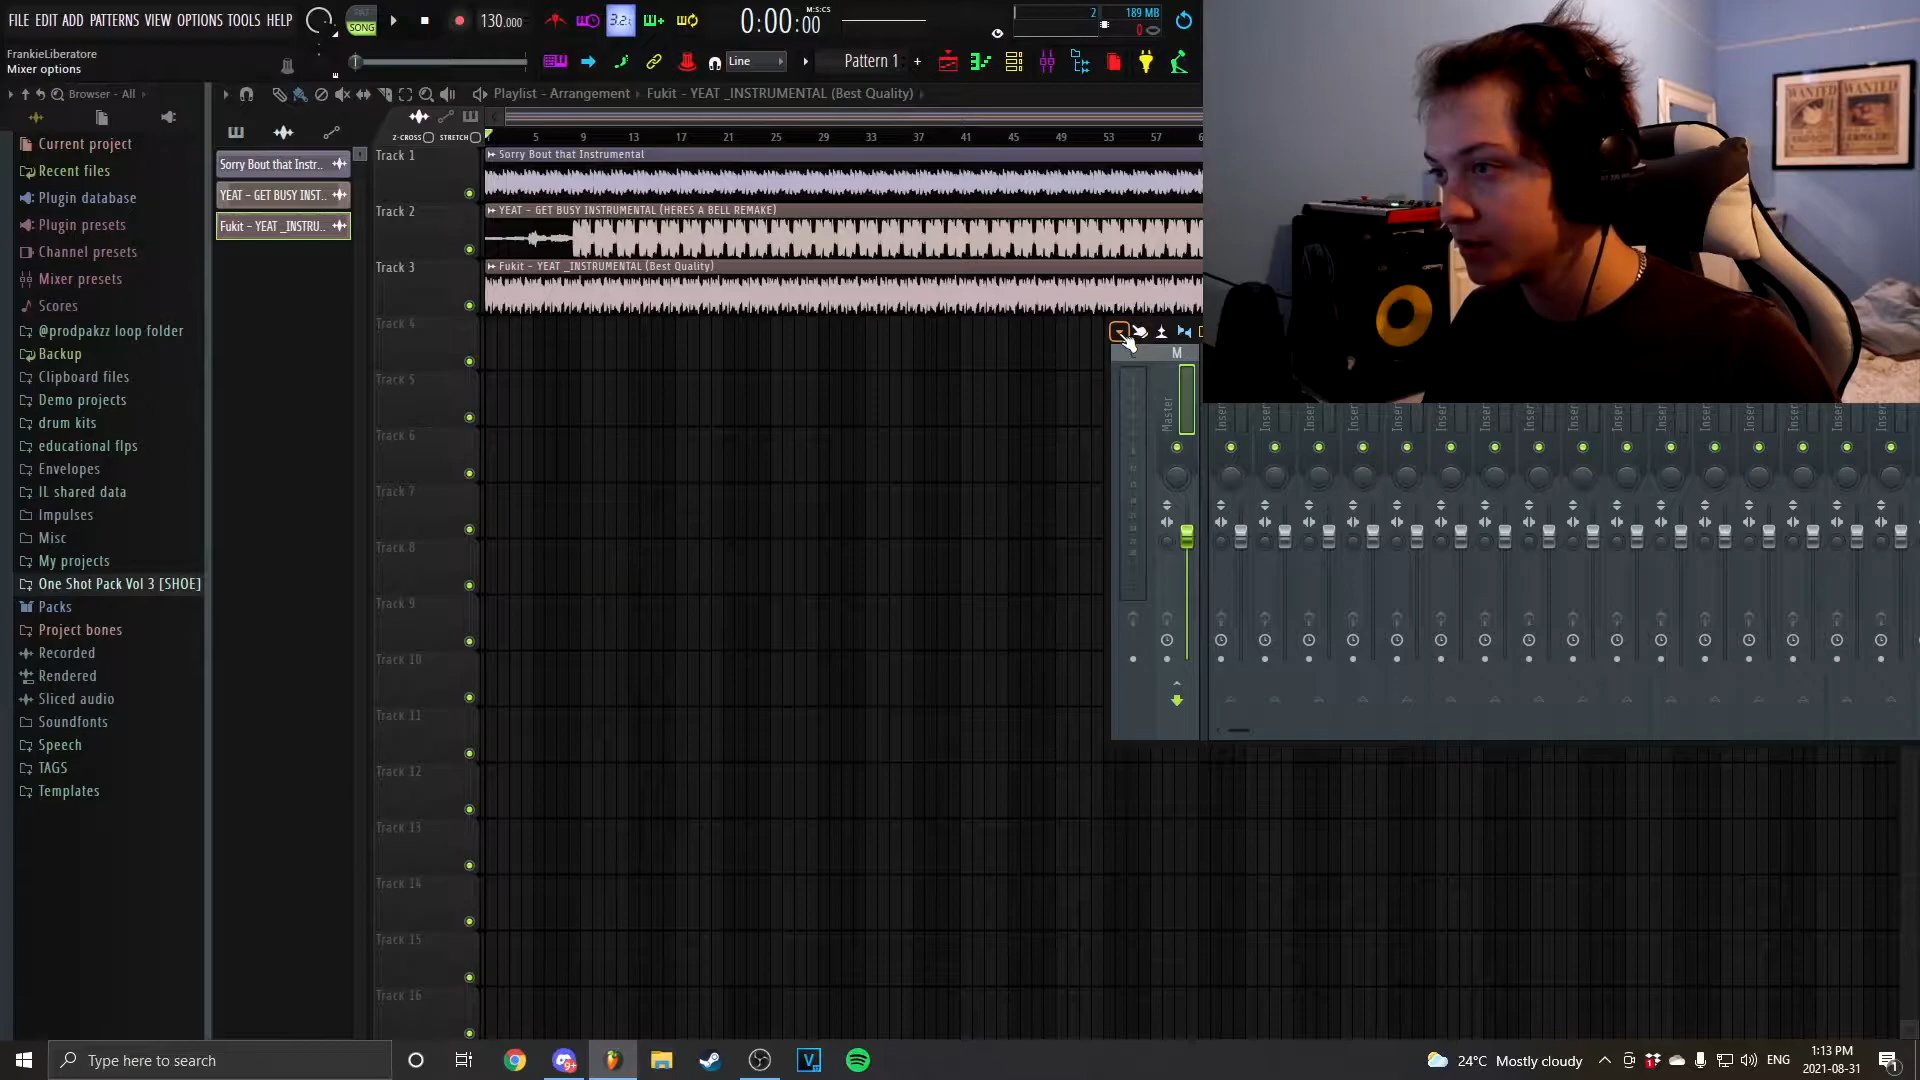 FILE EDIT ADD PATTERNS VIEW OPTIONS TOOLS HELP
SONG
130.000
3.2
0:00:00
M:S:CS
2
189 MB
0
FrankieLiberatore
Mixer options
Line
Pattern 1
Browser - All
Playlist - Arrangement
Fukit - YEAT _INSTRUMENTAL (Best Quality)
Z-CROSS
STRETCH
5 9 13 17 21 25 29 33 37 41 45 49 53 57
Current project
Recent files
Plugin database
Plugin presets
Channel presets
Mixer presets
Scores
@prodpakzz loop folder
Backup
Clipboard files
Demo projects
drum kits
educational flps
Envelopes
IL shared data
Impulses
Misc
My projects
One Shot Pack Vol 3 [SHOE]
Packs
Project bones
Recorded
Rendered
Sliced audio
Soundfonts
Speech
TAGS
Templates
Sorry Bout that Instr..
YEAT - GET BUSY INST..
Fukit - YEAT _INSTRU..
Track 1
Sorry Bout that Instrumental
Track 2
YEAT - GET BUSY INSTRUMENTAL (HERES A BELL REMAKE)
Track 3
Fukit - YEAT _INSTRUMENTAL (Best Quality)
Track 4
Track 5
Track 6
Track 7
Track 8
Track 9
Track 10
Track 11
Track 12
Track 13
Track 14
Track 15
Track 16
M
Master
WANTED WANTED
Type here to search
24°C Mostly cloudy
ENG
1:13 PM
2021-08-31